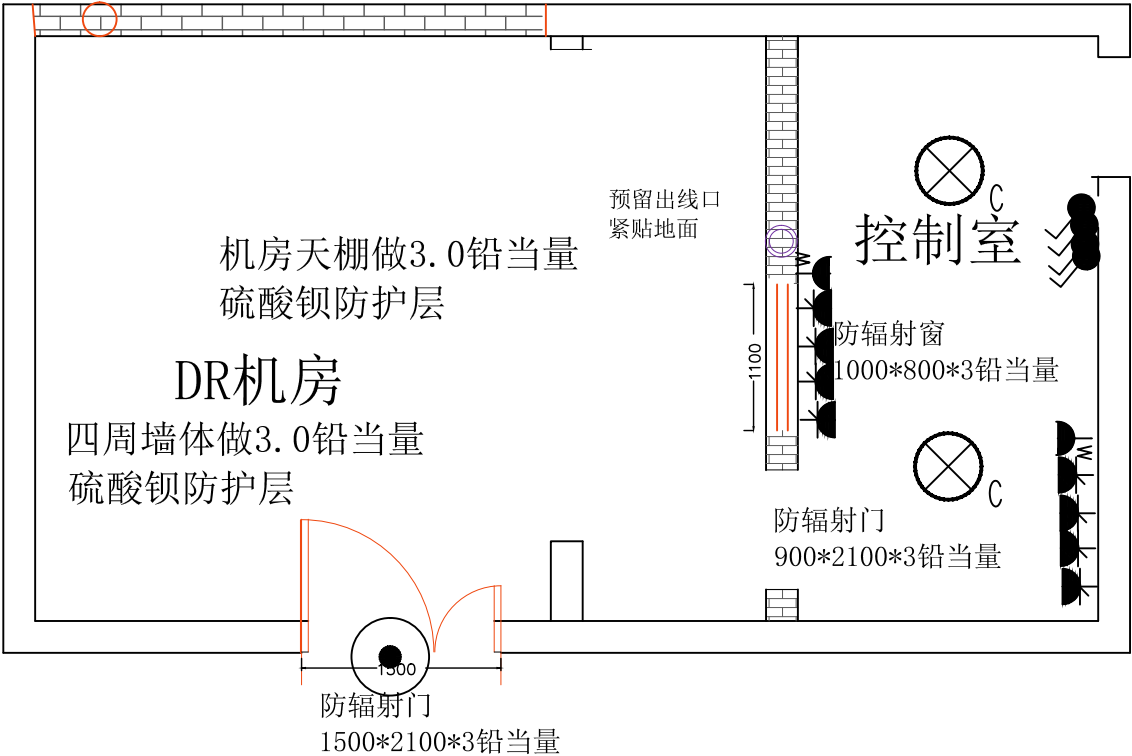 预留出线口
紧贴地面
C
控制室
机房天棚做3.0铅当量
硫酸钡防护层
W
防辐射窗
1000*800*3铅当量
1100
DR机房
四周墙体做3.0铅当量
硫酸钡防护层
W
C
防辐射门
900*2100*3铅当量
1500
防辐射门
1500*2100*3铅当量